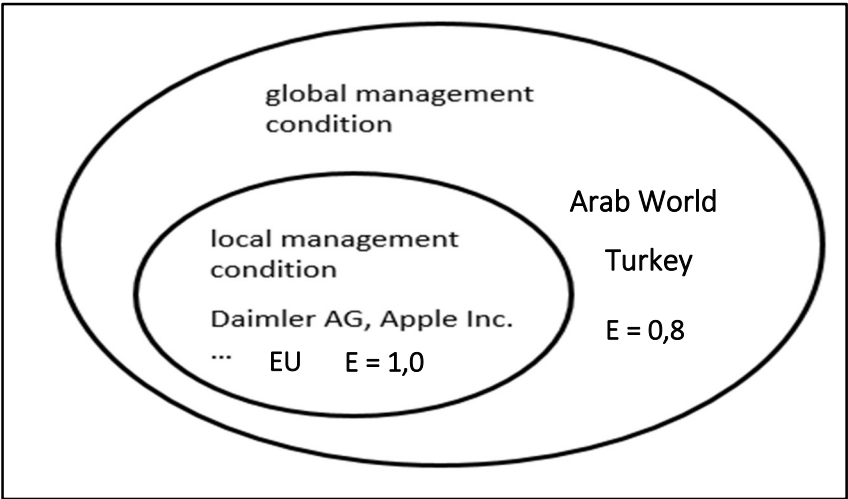 global management
condition
Arab World
Turkey
E = 0,8
local management
condition
Daimler AG, Apple Inc.
... EU E = 1,0